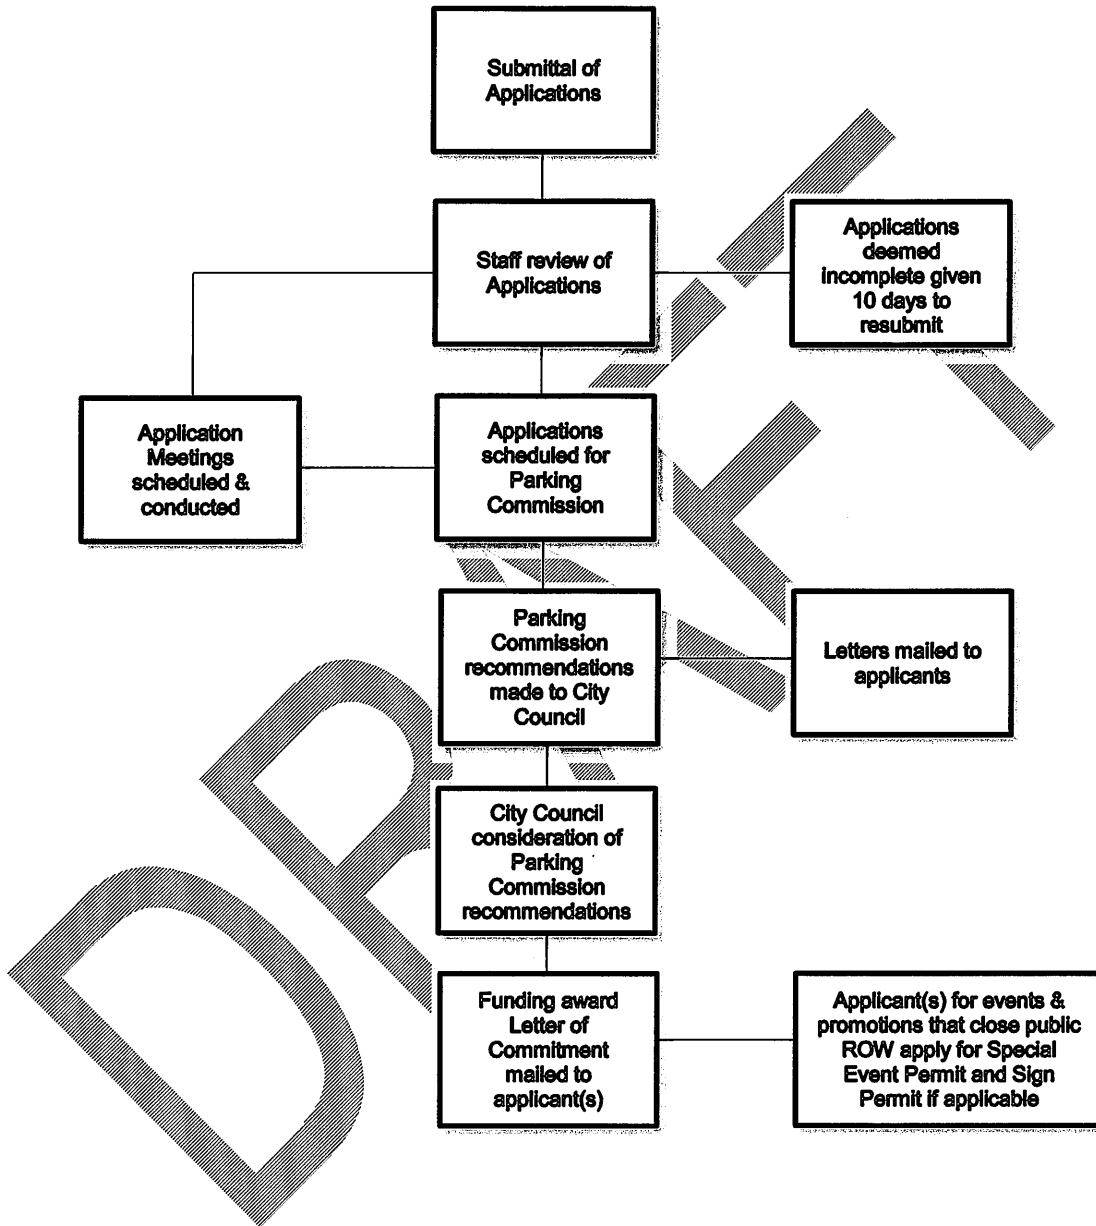 Submittal of
Applications
Staff review of
Applications
Applications
deemed
incomplete given
10 days to
resubmit
Application
Meetings
scheduled &
conducted
Applications
scheduled for
Parking
Commission
Parking
Commission
recommendations
made to City
Council
Letters mailed to
applicants
City Council
consideration of
Parking
Commission
recommendations
Funding award
Letter of
Commitment
mailed to
applicant(s)
Applicant(s) for events &
promotions that close public
ROW apply for Special
Event Permit and Sign
Permit if applicable
DRAFT